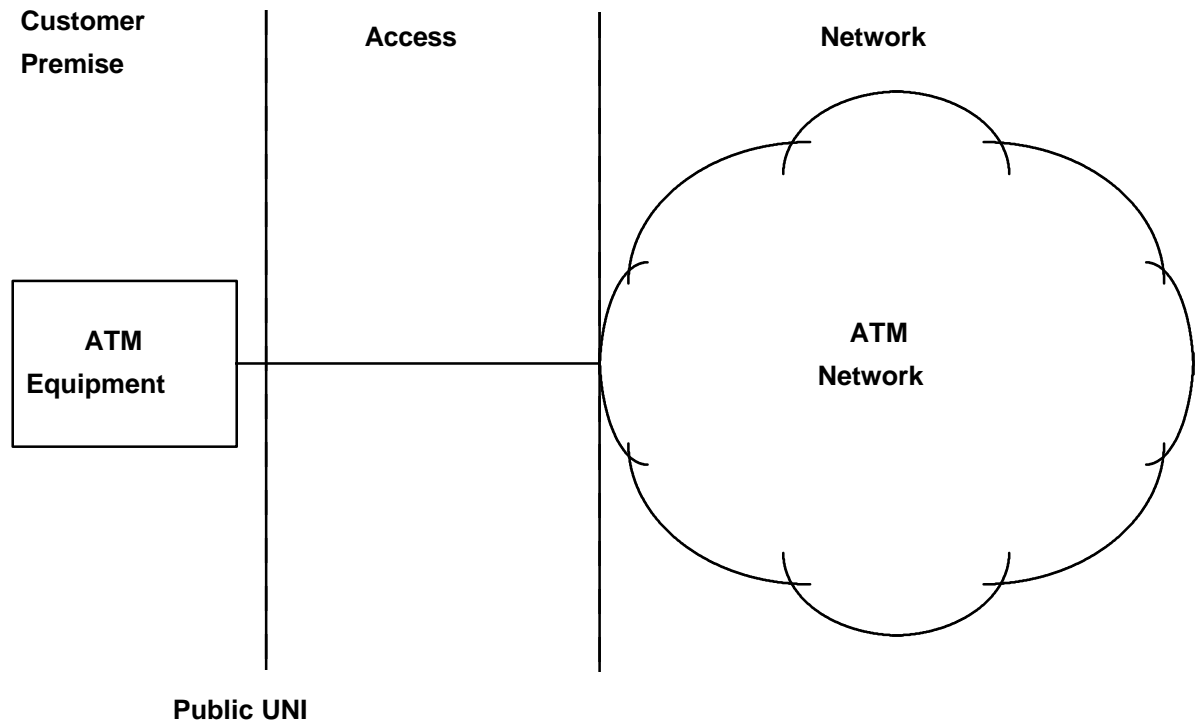 Customer
Premise
Access
Network
ATM
Equipment
ATM
Network
Public UNI